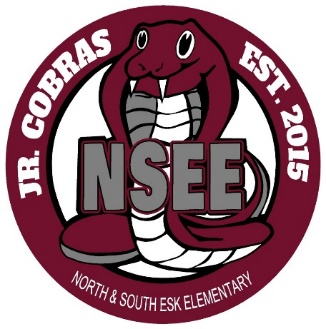 JR. COBRAS
EST. 2015
NSEE
NORTH & SOUTH ESK ELEMENTARY